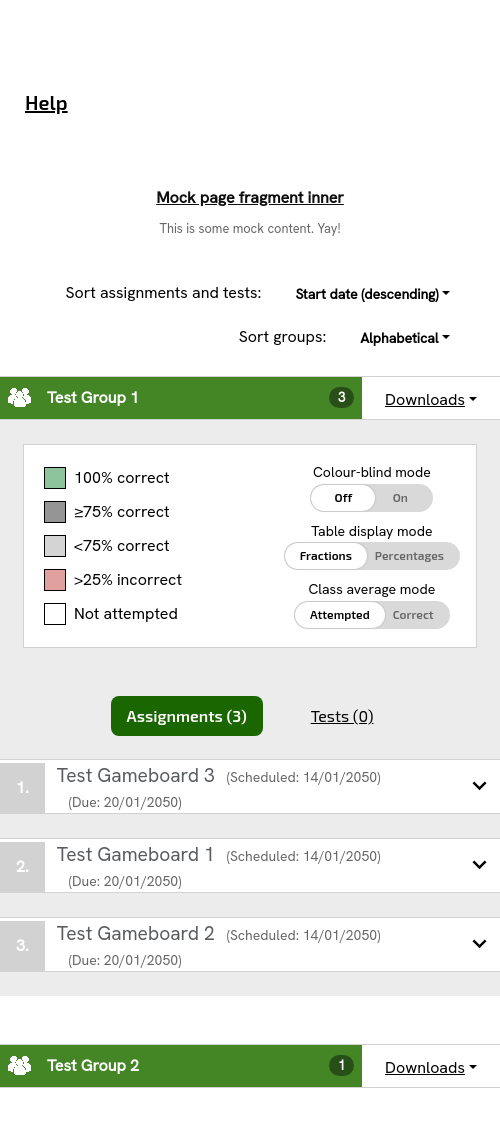 Help
Mock page fragment inner
This is some mock content. Yay!
Sort assignments and tests: Start date (descending)
Sort groups: Alphabetical
Test Group 1 3 Downloads
100% correct
≥75% correct
<75% correct
>25% incorrect
Not attempted
Colour-blind mode
Off On
Table display mode
Fractions Percentages
Class average mode
Attempted Correct
Assignments (3) Tests (0)
1. Test Gameboard 3 (Scheduled: 14/01/2050)
(Due: 20/01/2050)
2. Test Gameboard 1 (Scheduled: 14/01/2050)
(Due: 20/01/2050)
3. Test Gameboard 2 (Scheduled: 14/01/2050)
(Due: 20/01/2050)
Test Group 2 1 Downloads